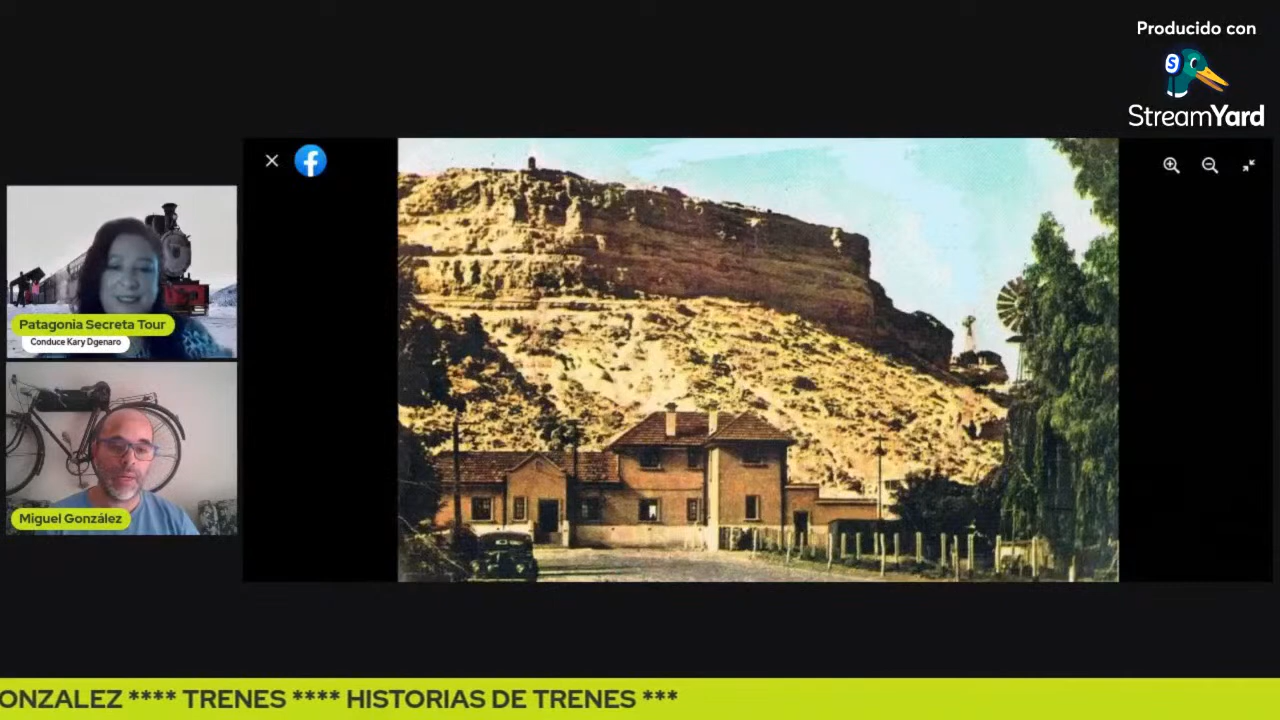 Producido con
StreamYard
Patagonia Secreta Tour
Conduce Kary Dgenaro
Miguel González
ONZALEZ **** TRENES **** HISTORIAS DE TRENES ***